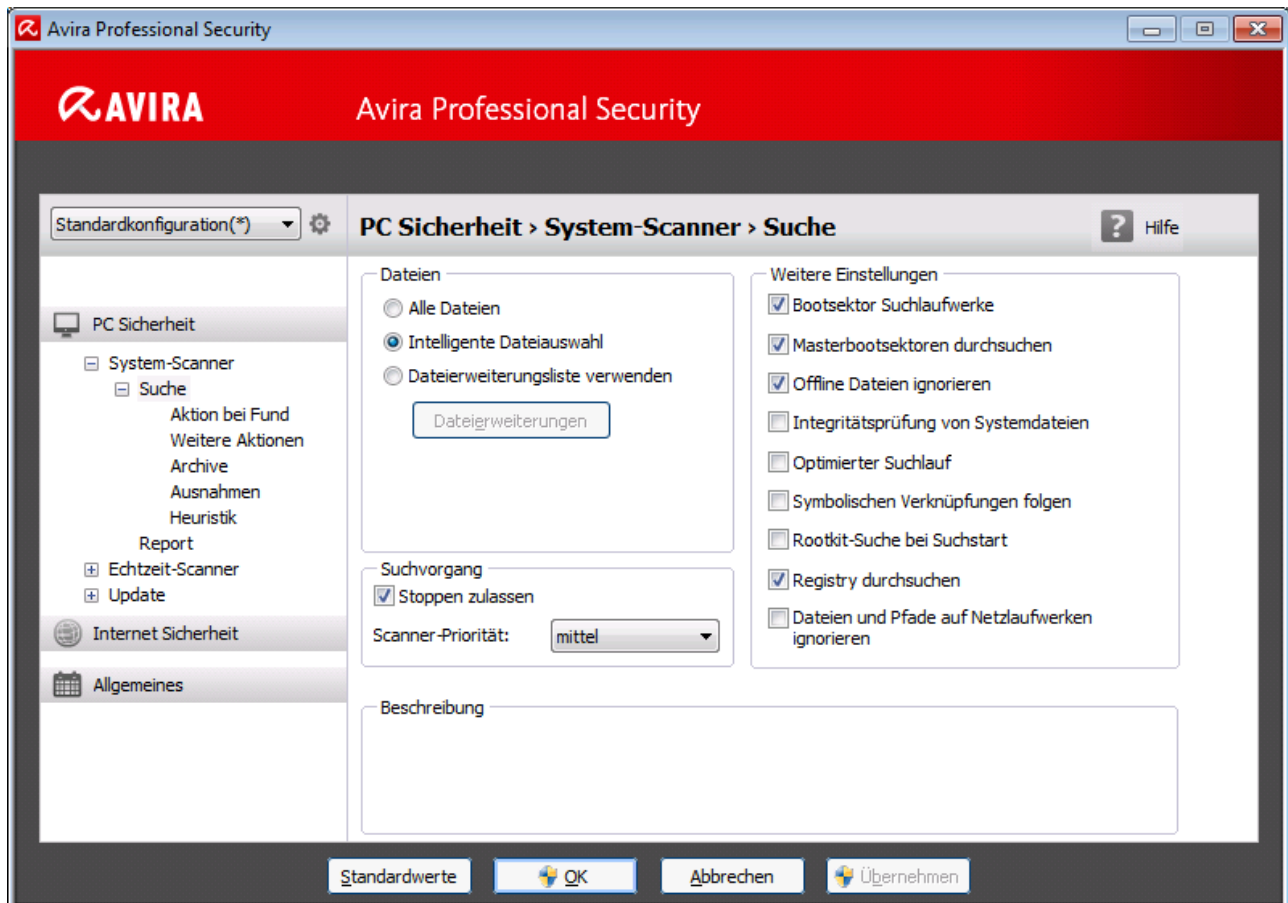 Avira Professional Security
AVIRA
Avira Professional Security
Standardkonfiguration(*)
PC Sicherheit › System-Scanner › Suche
? Hilfe
PC Sicherheit
System-Scanner
Suche
Aktion bei Fund
Weitere Aktionen
Archive
Ausnahmen
Heuristik
Report
Echtzeit-Scanner
Update
Internet Sicherheit
Allgemeines
Dateien
Alle Dateien
Intelligente Dateiauswahl
Dateierweiterungsliste verwenden
Dateierweiterungen
Suchvorgang
Stoppen zulassen
Scanner-Priorität:
mittel
Weitere Einstellungen
Bootsektor Suchlaufwerke
Masterbootsektoren durchsuchen
Offline Dateien ignorieren
Integritätsprüfung von Systemdateien
Optimierter Suchlauf
Symbolischen Verknüpfungen folgen
Rootkit-Suche bei Suchstart
Registry durchsuchen
Dateien und Pfade auf Netzlaufwerken
ignorieren
Beschreibung
Standardwerte
OK
Abbrechen
Übernehmen